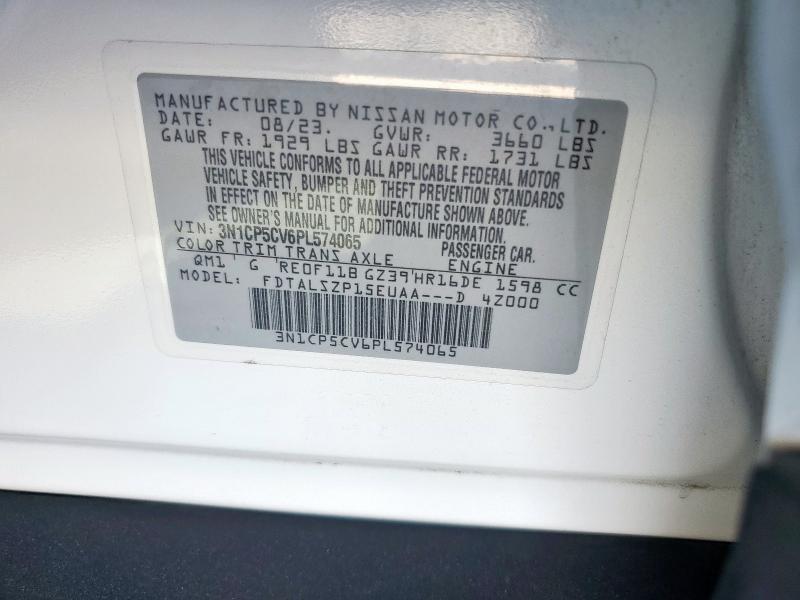 MANUFACTURED BY NISSAN MOTOR CO., LTD.
DATE: 08/23. GVWR: 3660 LBS
GAWR FR: 1929 LBS GAWR RR: 1731 LBS
THIS VEHICLE CONFORMS TO ALL APPLICABLE FEDERAL MOTOR
VEHICLE SAFETY, BUMPER AND THEFT PREVENTION STANDARDS
IN EFFECT ON THE DATE OF MANUFACTURE SHOWN ABOVE.
SEE OWNER'S MANUAL FOR ADDITIONAL INFORMATION.
VIN: 3N1CP5CV6PL574065 PASSENGER CAR.
COLOR TRIM TRANS AXLE ENGINE
QM1 ' G ' RE0F11B GZ39'HR16DE 1598 CC
MODEL: FDTALSZP15EUAA---D 4Z000
3N1CP5CV6PL574065